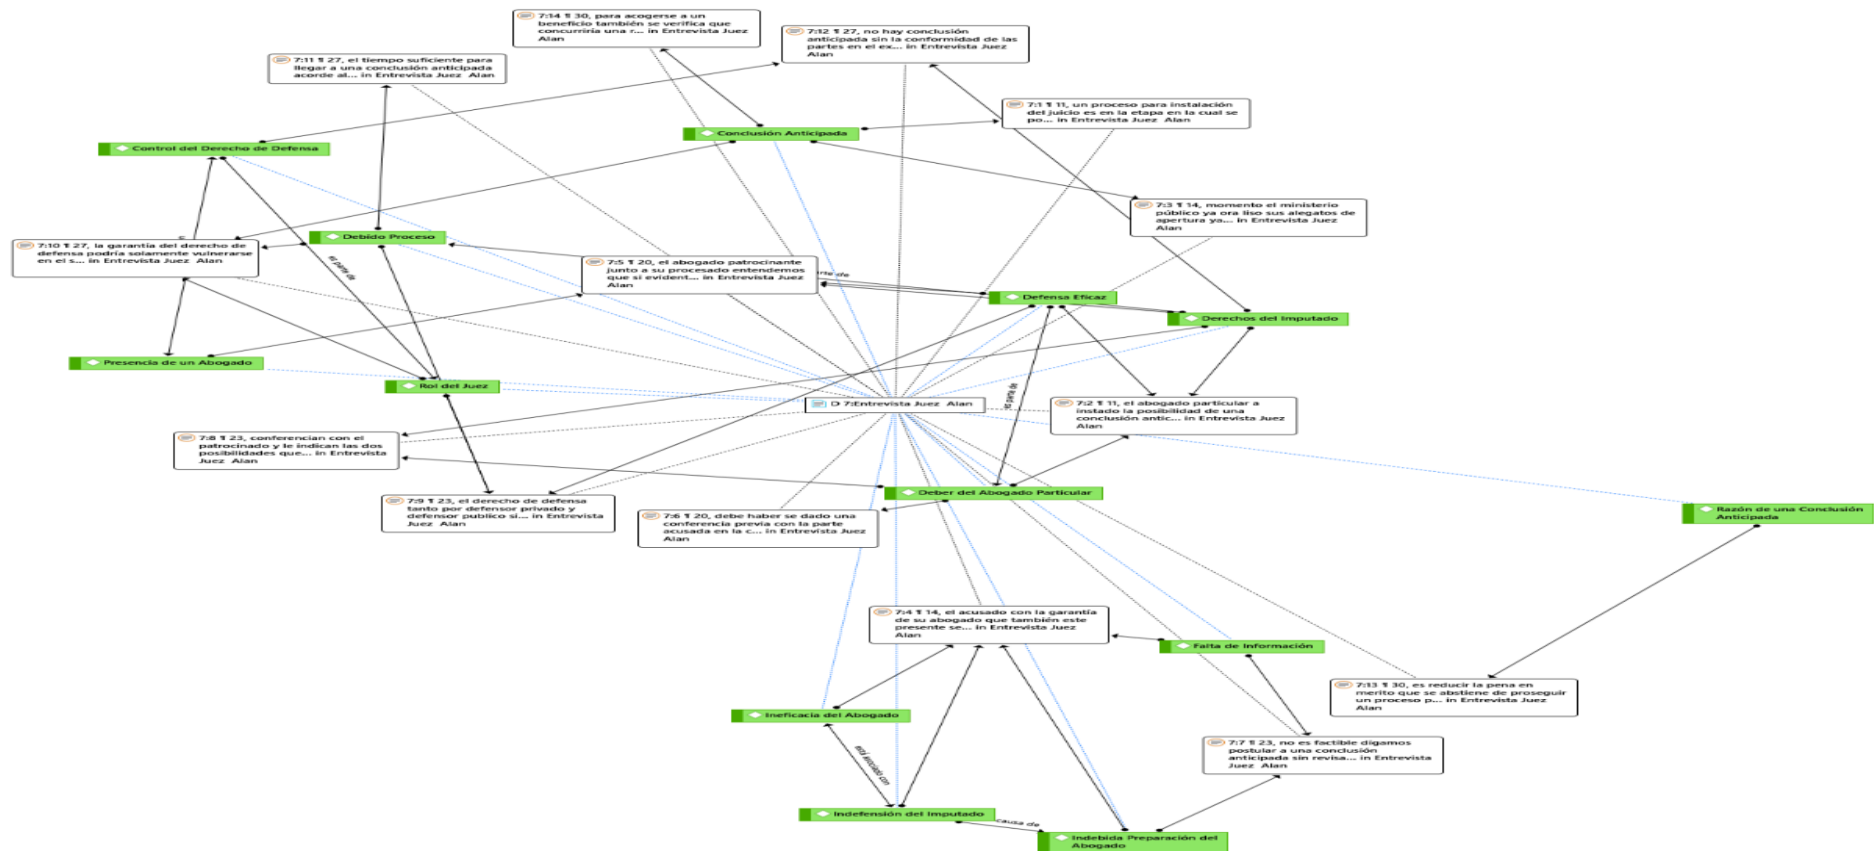 7:14 ¶ 30, para acogerse a un
beneficio también se verifica que
concurriría una r... in Entrevista Juez
Alan
7:12 ¶ 27, no hay conclusión
anticipada sin la conformidad de las
partes en el ex... in Entrevista Juez
Alan
7:11 ¶ 27, el tiempo suficiente para
llegar a una conclusión anticipada
acorde al... in Entrevista Juez Alan
7:1 ¶ 11, un proceso para instalación
del juicio es en la etapa en la cual se
po... in Entrevista Juez Alan
Conclusión Anticipada
Control del Derecho de Defensa
7:3 ¶ 14, momento el ministerio
público ya ora liso sus alegatos de
apertura ya... in Entrevista Juez
Alan
Debido Proceso
7:10 ¶ 27, la garantía del derecho de
defensa podría solamente vulnerarse
en el s... in Entrevista Juez Alan
es parte de
7:5 ¶ 20, el abogado patrocinante
junto a su procesado entendemos
que si evident... in Entrevista Juez
Alan
Defensa Eficaz
Derechos del Imputado
Presencia de un Abogado
Rol del Juez
es parte de
D 7:Entrevista Juez Alan
7:2 ¶ 11, el abogado particular a
instado la posibilidad de una
conclusión antic... in Entrevista Juez
Alan
7:8 ¶ 23, conferencian con el
patrocinado y le indican las dos
posibilidades que... in Entrevista
Juez Alan
7:9 ¶ 23, el derecho de defensa
tanto por defensor privado y
defensor publico si... in Entrevista
Juez Alan
Deber del Abogado Particular
7:6 ¶ 20, debe haber se dado una
conferencia previa con la parte
acusada en la c... in Entrevista Juez
Alan
Razón de una Conclusión
Anticipada
7:4 ¶ 14, el acusado con la garantía
de su abogado que también este
presente se... in Entrevista Juez
Alan
Falta de Información
7:13 ¶ 30, es reducir la pena en
merito que se abstiene de proseguir
un proceso p... in Entrevista Juez
Alan
Ineficacia del Abogado
7:7 ¶ 23, no es factible digamos
postular a una conclusión
anticipada sin revisa... in Entrevista
Juez Alan
está asociado con
Indefensión del Imputado
causa de
Indebida Preparación del
Abogado